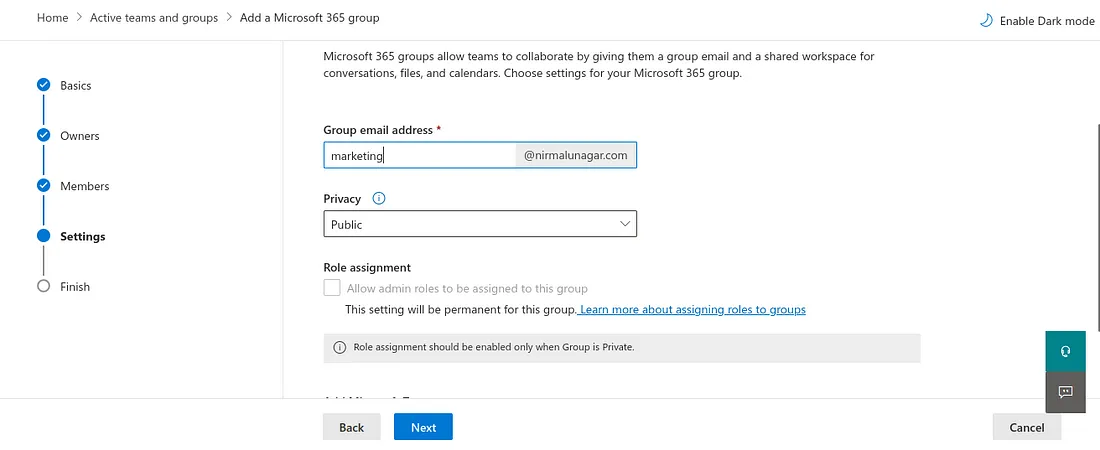 Home > Active teams and groups > Add a Microsoft 365 group
Enable Dark mode
Basics
Owners
Members
Settings
Finish
Microsoft 365 groups allow teams to collaborate by giving them a group email and a shared workspace for
conversations, files, and calendars. Choose settings for your Microsoft 365 group.
Group email address *
marketing @nirmalunagar.com
Privacy
Public
Role assignment
Allow admin roles to be assigned to this group
This setting will be permanent for this group. Learn more about assigning roles to groups
Role assignment should be enabled only when Group is Private.
Back Next Cancel